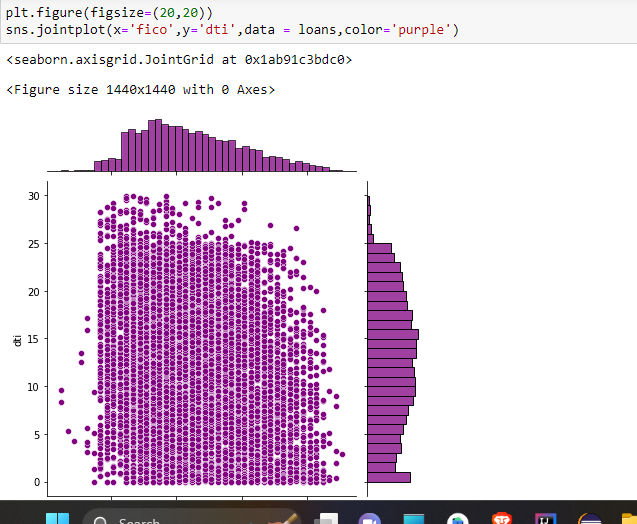 plt.figure(figsize=(20,20))
sns.jointplot(x='fico',y='dti',data = loans,color='purple')
<seaborn.axisgrid.JointGrid at 0x1ab91c3bdc0>
<Figure size 1440x1440 with 0 Axes>
30
25
20
15
dti
10
5
0
Search